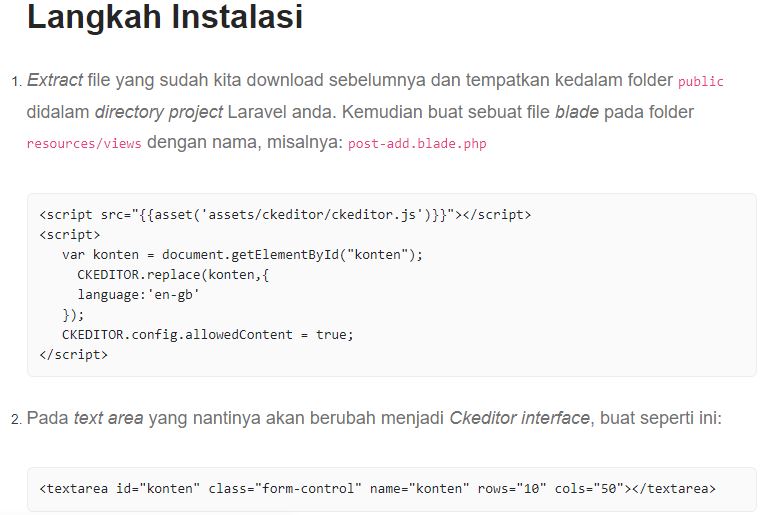 Langkah Instalasi
1. Extract file yang sudah kita download sebelumnya dan tempatkan kedalam folder public
didalam directory project Laravel anda. Kemudian buat sebuat file blade pada folder
resources/views dengan nama, misalnya: post-add.blade.php
<script src="{{asset('assets/ckeditor/ckeditor.js')}}"></script>
<script>
   var konten = document.getElementById("konten");
     CKEDITOR.replace(konten,{
     language:'en-gb'
   });
   CKEDITOR.config.allowedContent = true;
</script>
2. Pada text area yang nantinya akan berubah menjadi Ckeditor interface, buat seperti ini:
<textarea id="konten" class="form-control" name="konten" rows="10" cols="50"></textarea>